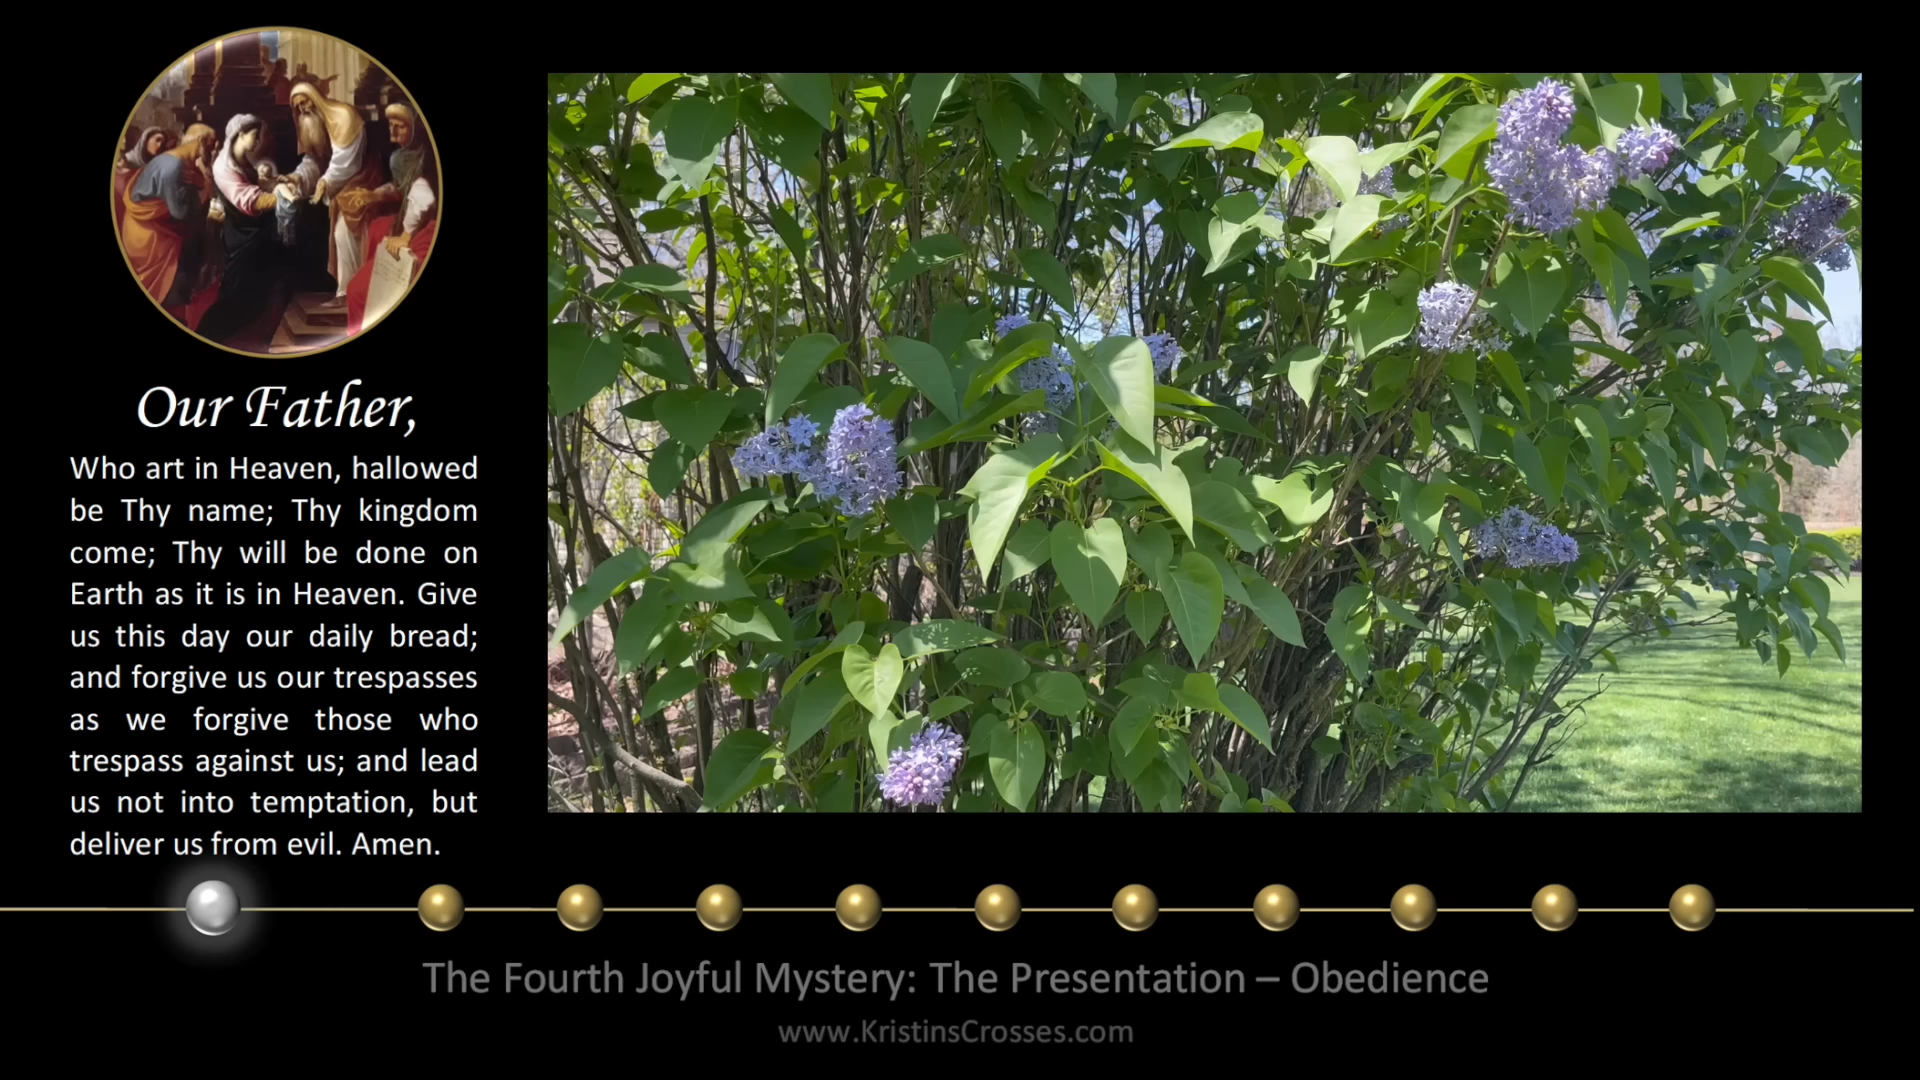 Our Father,
Who art in Heaven, hallowed
be Thy name; Thy kingdom
come; Thy will be done on
Earth as it is in Heaven. Give
us this day our daily bread;
and forgive us our trespasses
as we forgive those who
trespass against us; and lead
us not into temptation, but
deliver us from evil. Amen.
The Fourth Joyful Mystery: The Presentation – Obedience
www.KristinsCrosses.com